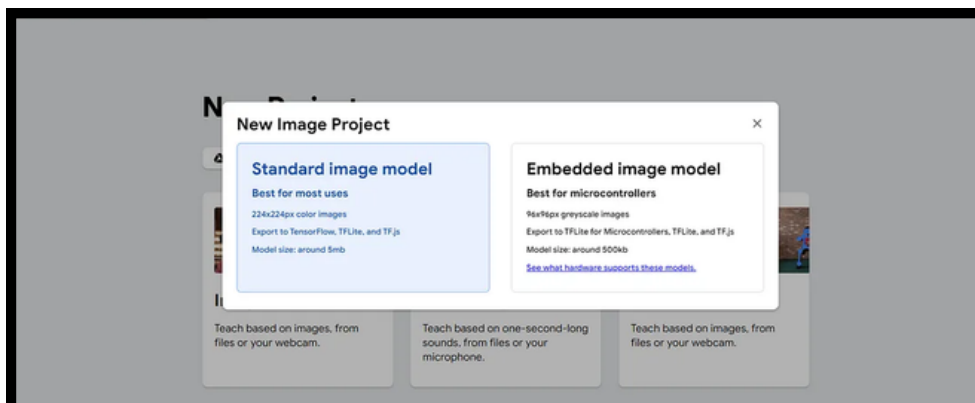 New Image Project
Standard image model
Best for most uses
224x224px color images
Export to TensorFlow, TFLite, and TF.js
Model size: around 5mb
Embedded image model
Best for microcontrollers
96x96px greyscale images
Export to TFLite for Microcontrollers, TFLite, and TF.js
Model size: around 500kb
See what hardware supports these models.
Teach based on images, from
files or your webcam.
Teach based on one-second-long
sounds, from files or your
microphone.
Teach based on images, from
files or your webcam.